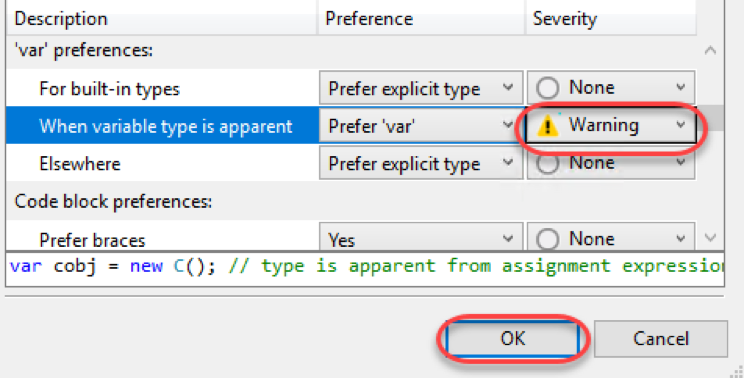 Description Preference Severity
'var' preferences:
For built-in types Prefer explicit type None
When variable type is apparent Prefer 'var' Warning
Elsewhere Prefer explicit type None
Code block preferences:
Prefer braces Yes None
var cobj = new C(); // type is apparent from assignment expression
OK Cancel